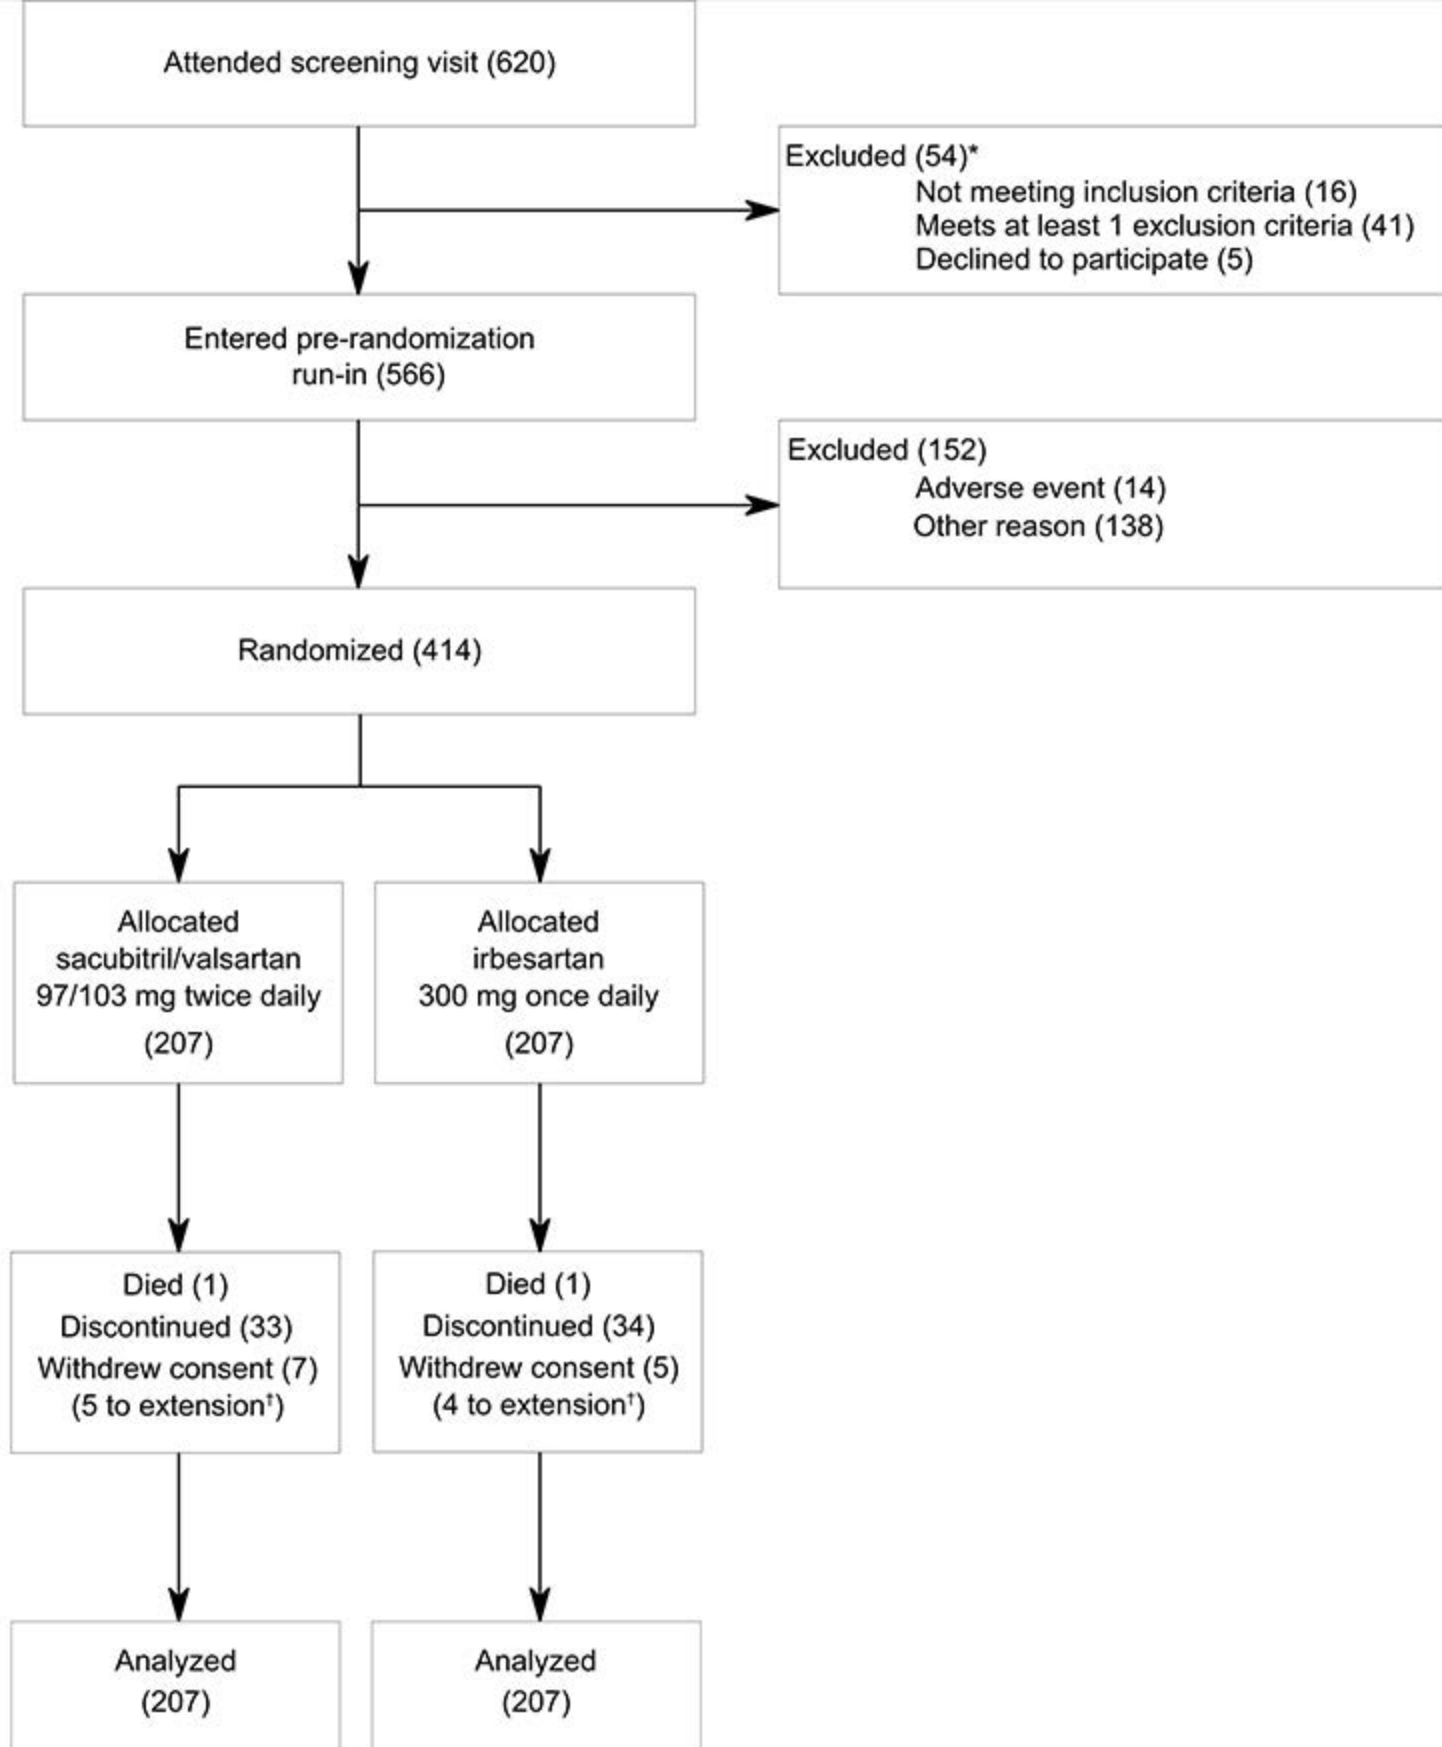 Attended screening visit (620)
Excluded (54)*
Not meeting inclusion criteria (16)
Meets at least 1 exclusion criteria (41)
Declined to participate (5)
Entered pre-randomization
run-in (566)
Excluded (152)
Adverse event (14)
Other reason (138)
Randomized (414)
Allocated
sacubitril/valsartan
97/103 mg twice daily
(207)
Allocated
irbesartan
300 mg once daily
(207)
Died (1)
Discontinued (33)
Withdrew consent (7)
(5 to extension†)
Died (1)
Discontinued (34)
Withdrew consent (5)
(4 to extension†)
Analyzed
(207)
Analyzed
(207)